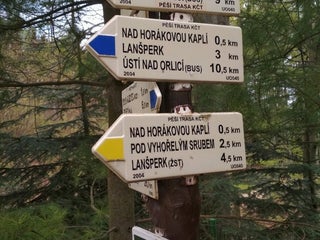 9 km
PĚŠÍ TRASA KČT
NAD HORÁKOVOU KAPLÍ 0,5 km
LANŠPERK 3 km
ÚSTÍ NAD ORLICÍ (BUS) 10,5 km
2004
PĚŠÍ TRASA KČT
NAD HORÁKOVOU KAPLÍ 0,5 km
POD VYHOŘELÝM SRUBEM 2,5 km
LANŠPERK (ŽST) 4,5 km
2004